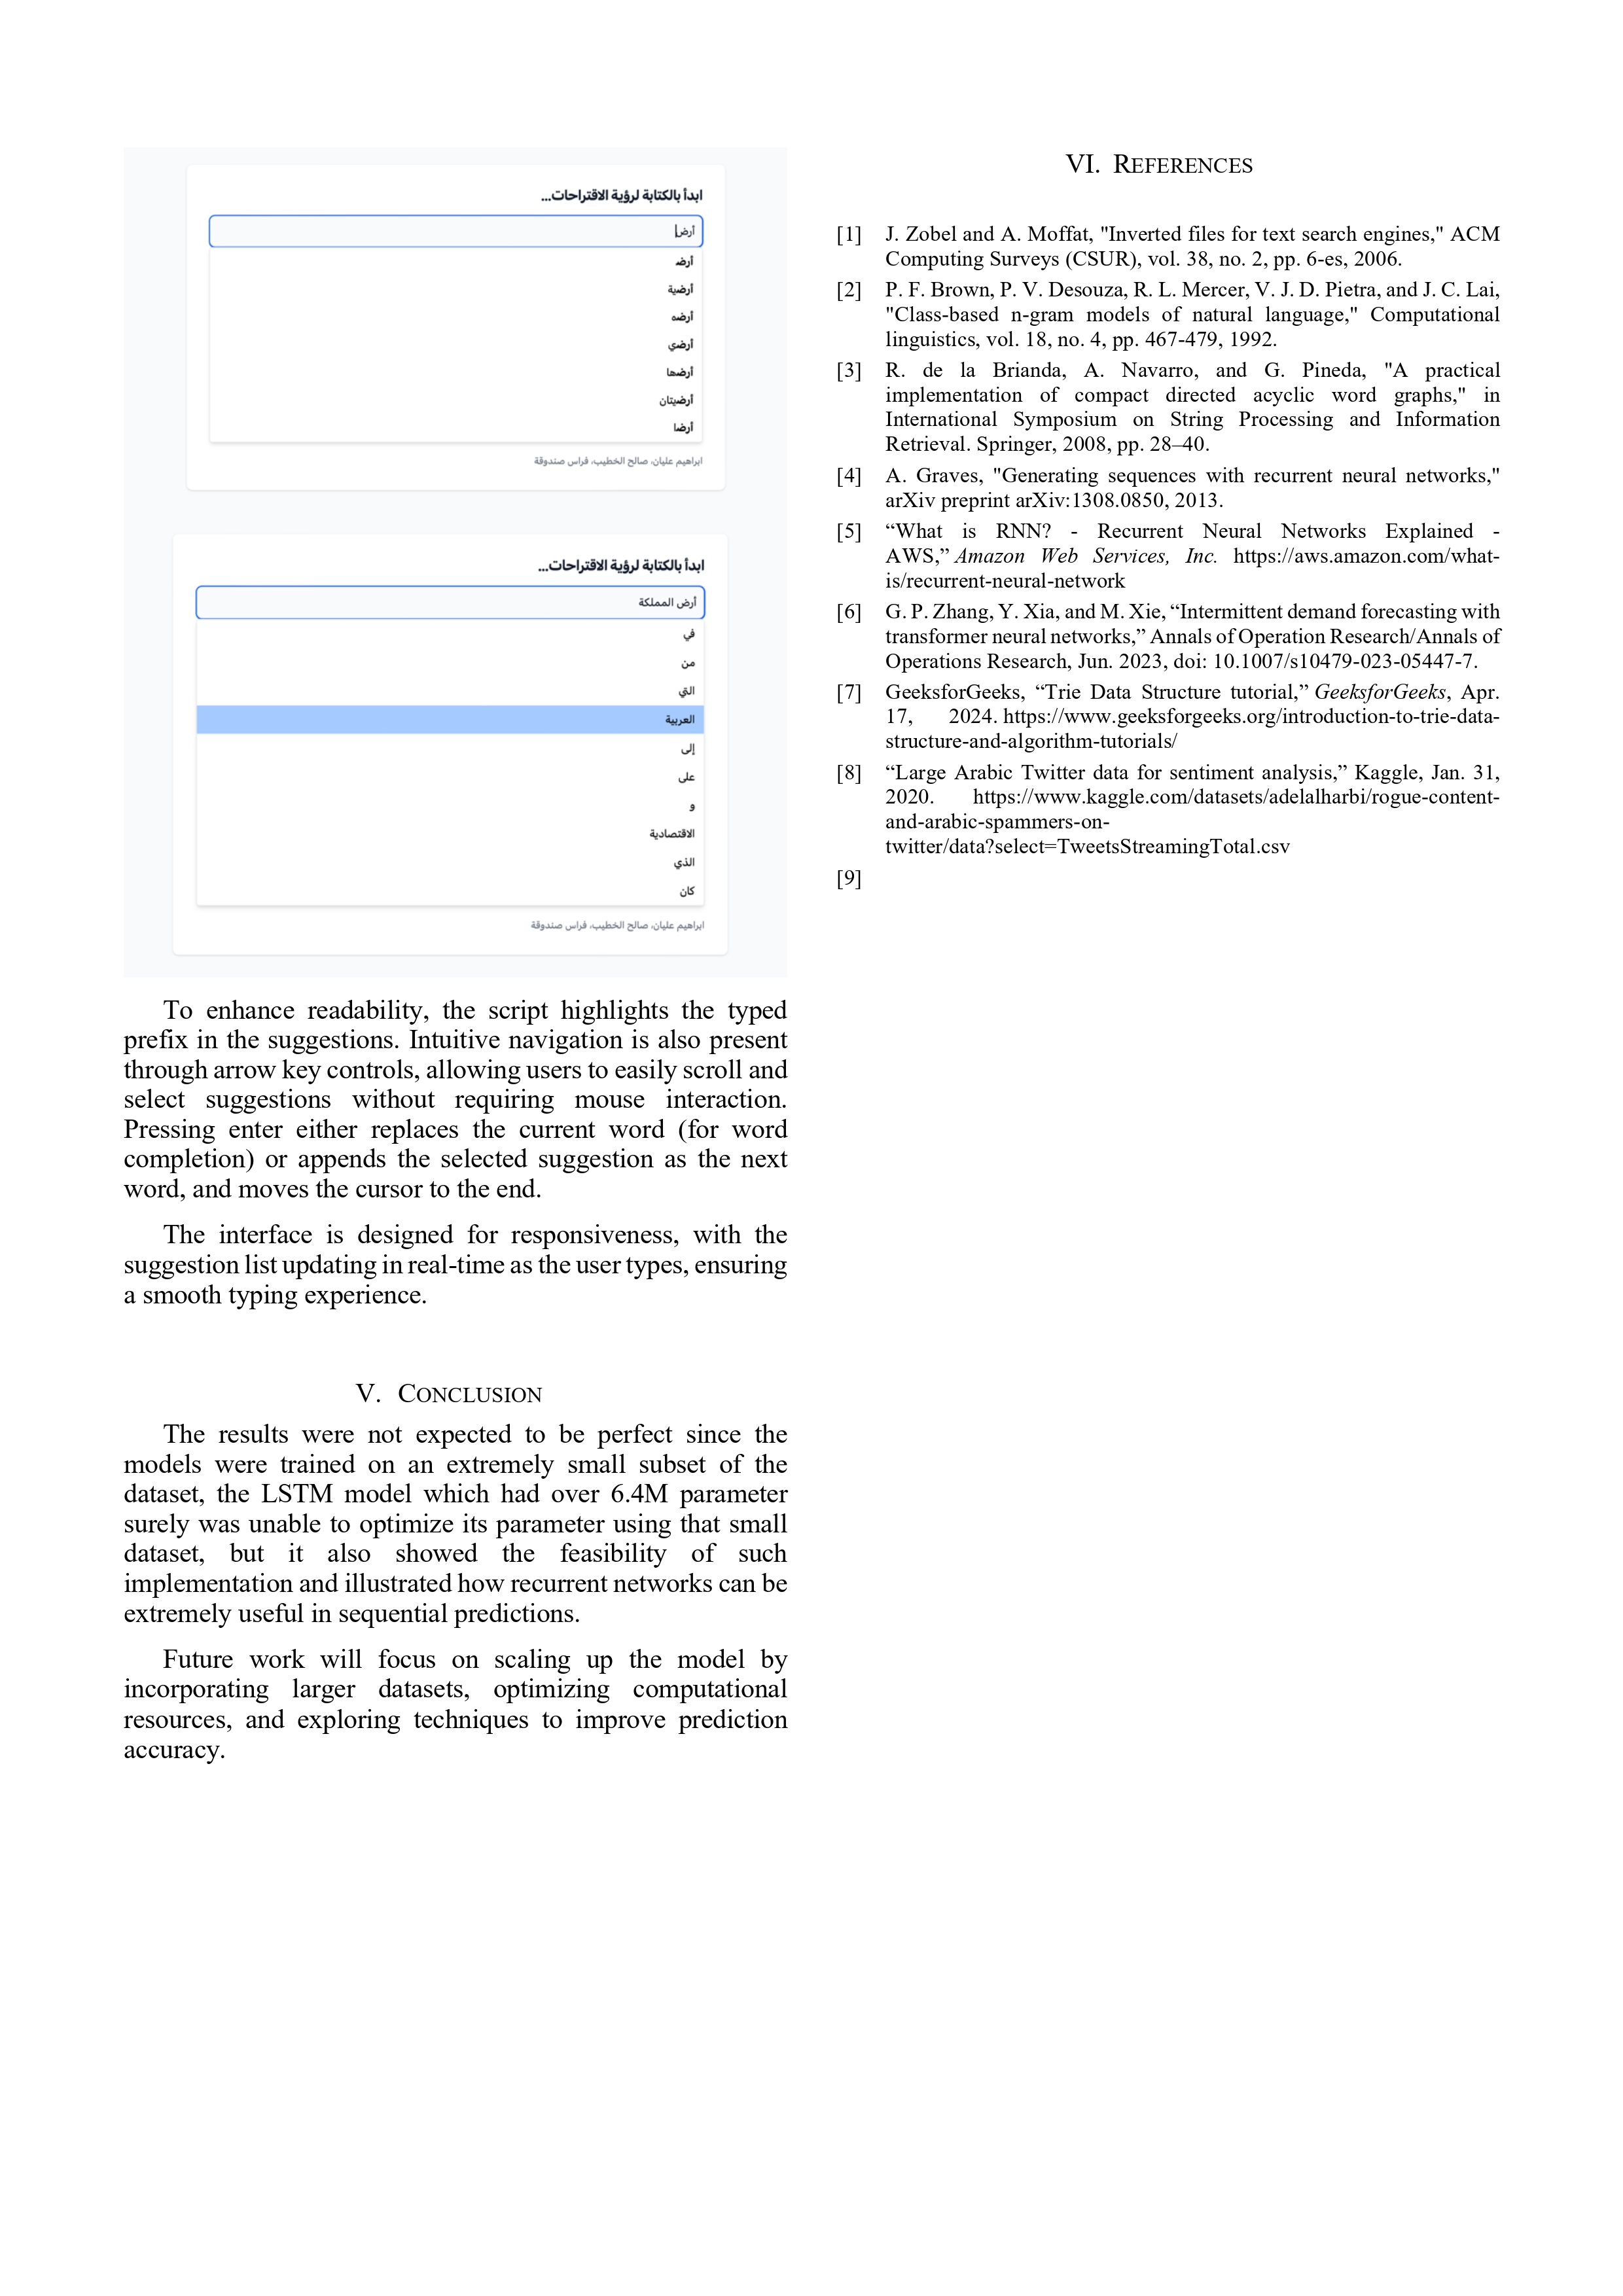 ابدأ بالكتابة لرؤية الاقتراحات...
أرض
أرض
أرضية
أرضه
أرضي
أرضها
أرضيتان
أرضا
ابراهيم عليان، صالح الخطيب، فراس صندوقة
ابدأ بالكتابة لرؤية الاقتراحات...
أرض المملكة
في
من
التي
العربية
إلى
على
و
الاقتصادية
الذي
كان
ابراهيم عليان، صالح الخطيب، فراس صندوقة
To enhance readability, the script highlights the typed
prefix in the suggestions. Intuitive navigation is also present
through arrow key controls, allowing users to easily scroll and
select suggestions without requiring mouse interaction.
Pressing enter either replaces the current word (for word
completion) or appends the selected suggestion as the next
word, and moves the cursor to the end.
The interface is designed for responsiveness, with the
suggestion list updating in real-time as the user types, ensuring
a smooth typing experience.
V. CONCLUSION
The results were not expected to be perfect since the
models were trained on an extremely small subset of the
dataset, the LSTM model which had over 6.4M parameter
surely was unable to optimize its parameter using that small
dataset, but it also showed the feasibility of such
implementation and illustrated how recurrent networks can be
extremely useful in sequential predictions.
Future work will focus on scaling up the model by
incorporating larger datasets, optimizing computational
resources, and exploring techniques to improve prediction
accuracy.
VI. REFERENCES
[1] J. Zobel and A. Moffat, "Inverted files for text search engines," ACM
Computing Surveys (CSUR), vol. 38, no. 2, pp. 6-es, 2006.
[2] P. F. Brown, P. V. Desouza, R. L. Mercer, V. J. D. Pietra, and J. C. Lai,
"Class-based n-gram models of natural language," Computational
linguistics, vol. 18, no. 4, pp. 467-479, 1992.
[3] R. de la Brianda, A. Navarro, and G. Pineda, "A practical
implementation of compact directed acyclic word graphs," in
International Symposium on String Processing and Information
Retrieval. Springer, 2008, pp. 28–40.
[4] A. Graves, "Generating sequences with recurrent neural networks,"
arXiv preprint arXiv:1308.0850, 2013.
[5] “What is RNN? - Recurrent Neural Networks Explained -
AWS,” Amazon Web Services, Inc. https://aws.amazon.com/what-
is/recurrent-neural-network
[6] G. P. Zhang, Y. Xia, and M. Xie, “Intermittent demand forecasting with
transformer neural networks,” Annals of Operation Research/Annals of
Operations Research, Jun. 2023, doi: 10.1007/s10479-023-05447-7.
[7] GeeksforGeeks, “Trie Data Structure tutorial,” GeeksforGeeks, Apr.
17, 2024. https://www.geeksforgeeks.org/introduction-to-trie-data-
structure-and-algorithm-tutorials/
[8] “Large Arabic Twitter data for sentiment analysis,” Kaggle, Jan. 31,
2020. https://www.kaggle.com/datasets/adelalharbi/rogue-content-
and-arabic-spammers-on-
twitter/data?select=TweetsStreamingTotal.csv
[9]